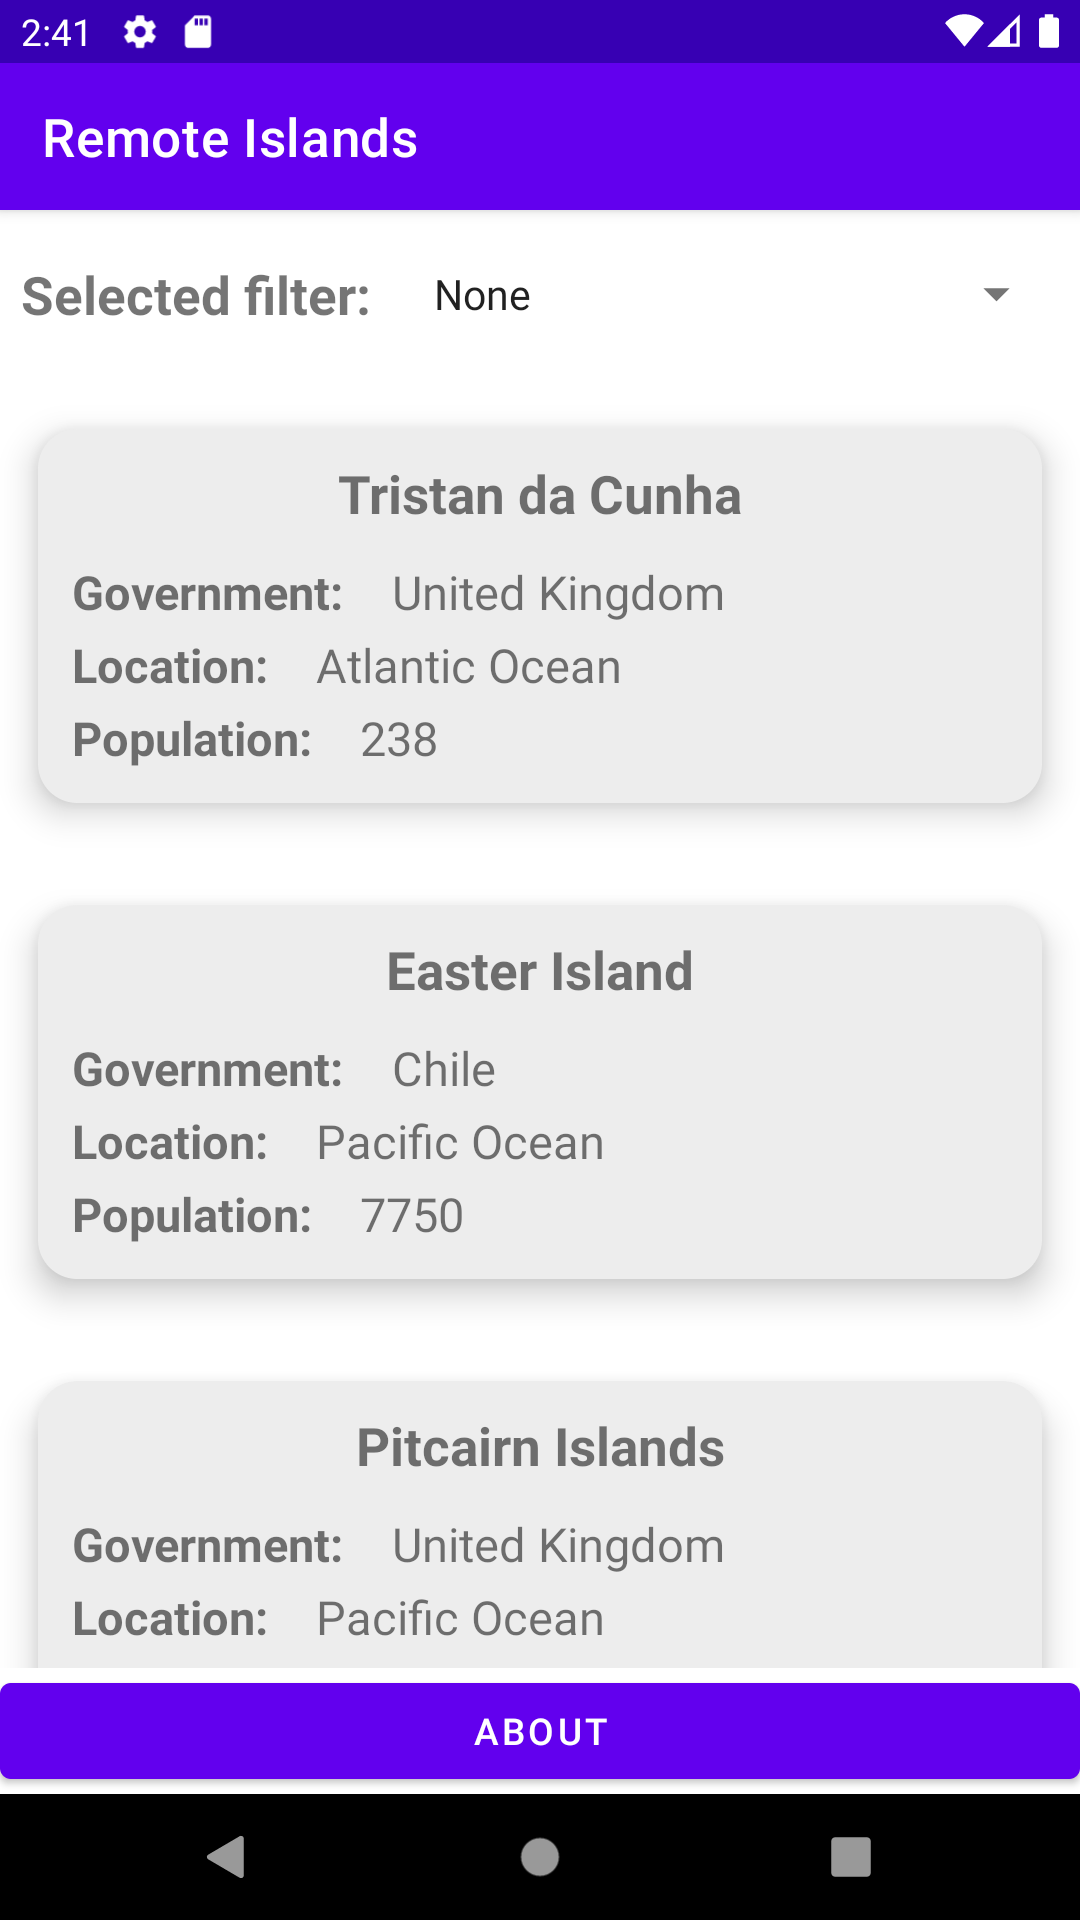 2:41
Remote Islands
Selected filter: None
Tristan da Cunha
Government: United Kingdom
Location: Atlantic Ocean
Population: 238
Easter Island
Government: Chile
Location: Pacific Ocean
Population: 7750
Pitcairn Islands
Government: United Kingdom
Location: Pacific Ocean
ABOUT